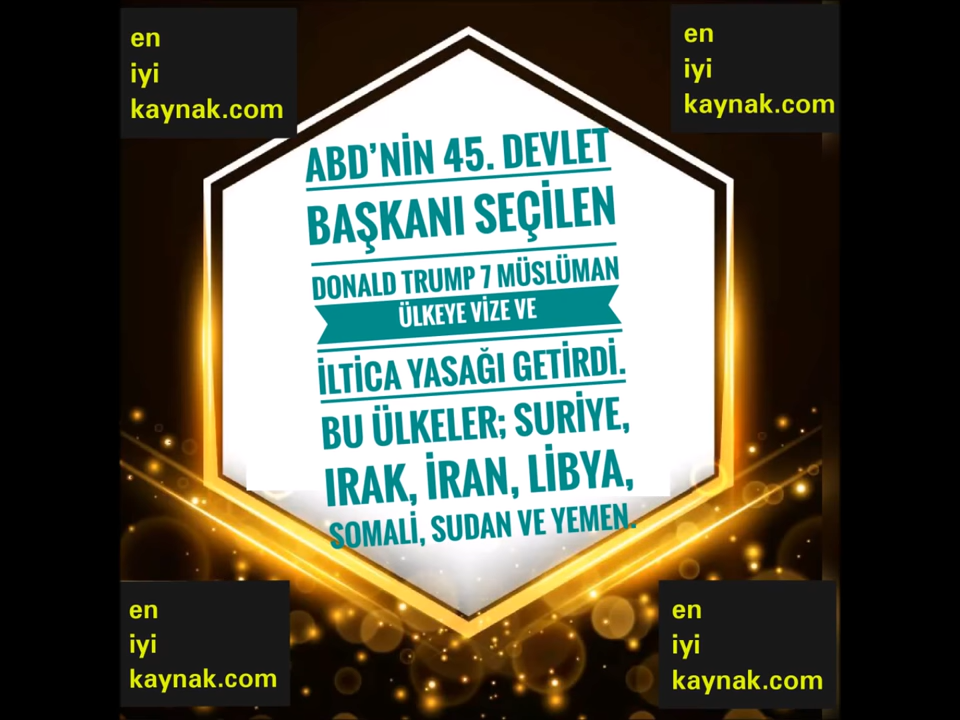 en
iyi
kaynak.com
en
iyi
kaynak.com
ABD’NİN 45. DEVLET
BAŞKANI SEÇİLEN
DONALD TRUMP 7 MÜSLÜMAN
ÜLKEYE VİZE VE
İLTİCA YASAĞI GETİRDİ.
BU ÜLKELER; SURİYE,
IRAK, İRAN, LİBYA,
SOMALİ, SUDAN VE YEMEN.
en
iyi
kaynak.com
en
iyi
kaynak.com